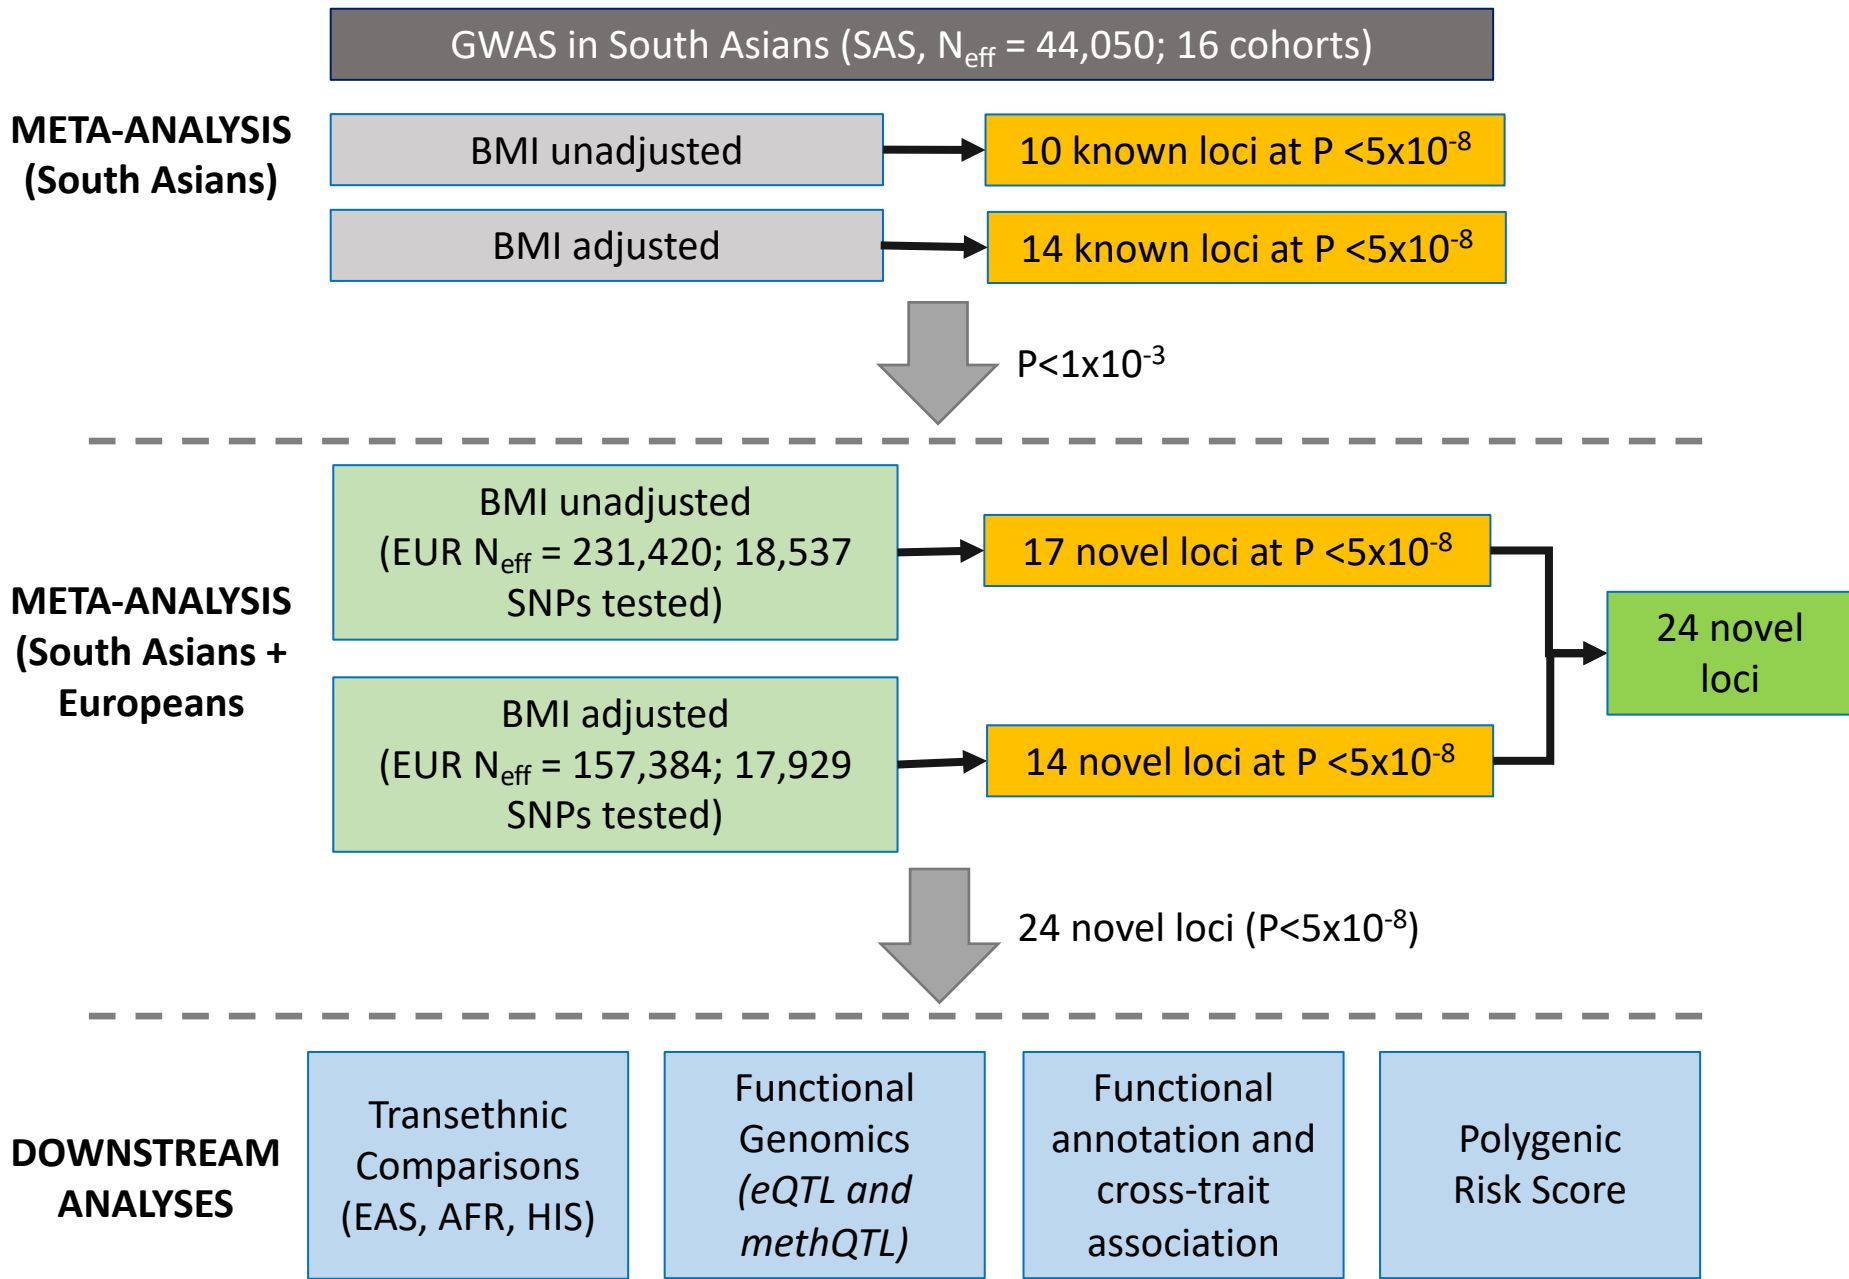 GWAS in South Asians (SAS, Neff = 44,050; 16 cohorts)
META-ANALYSIS
(South Asians)
BMI unadjusted
10 known loci at P <5x10-8
BMI adjusted
14 known loci at P <5x10-8
P<1x10-3
META-ANALYSIS
(South Asians +
Europeans
BMI unadjusted
(EUR Neff = 231,420; 18,537
SNPs tested)
17 novel loci at P <5x10-8
BMI adjusted
(EUR Neff = 157,384; 17,929
SNPs tested)
14 novel loci at P <5x10-8
24 novel
loci
24 novel loci (P<5x10-8)
DOWNSTREAM
ANALYSES
Transethnic
Comparisons
(EAS, AFR, HIS)
Functional
Genomics
(eQTL and
methQTL)
Functional
annotation and
cross-trait
association
Polygenic
Risk Score